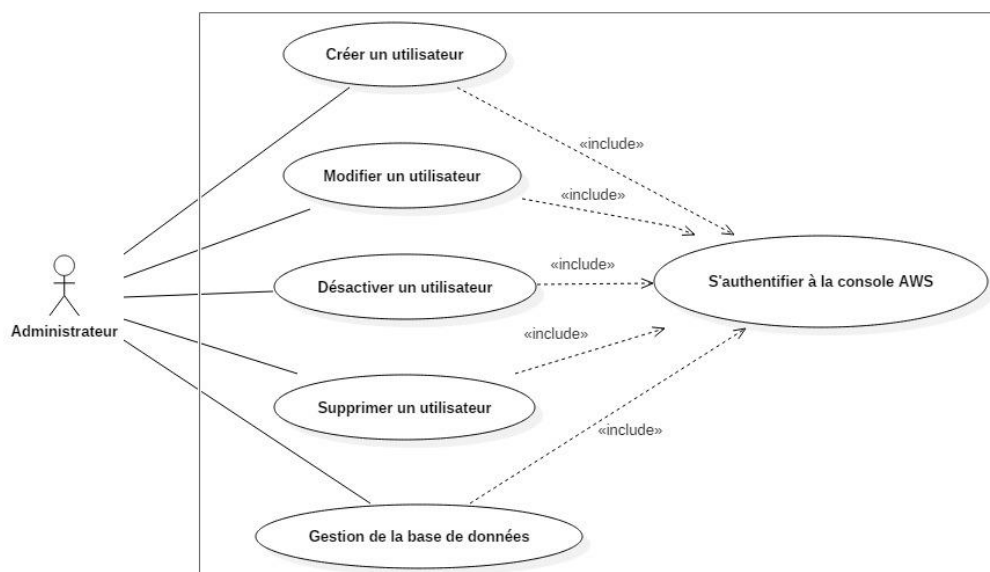 Créer un utilisateur
«include»
Modifier un utilisateur
«include»
Désactiver un utilisateur
«include»
S'authentifier à la console AWS
Administrateur
«include»
Supprimer un utilisateur
«include»
Gestion de la base de données